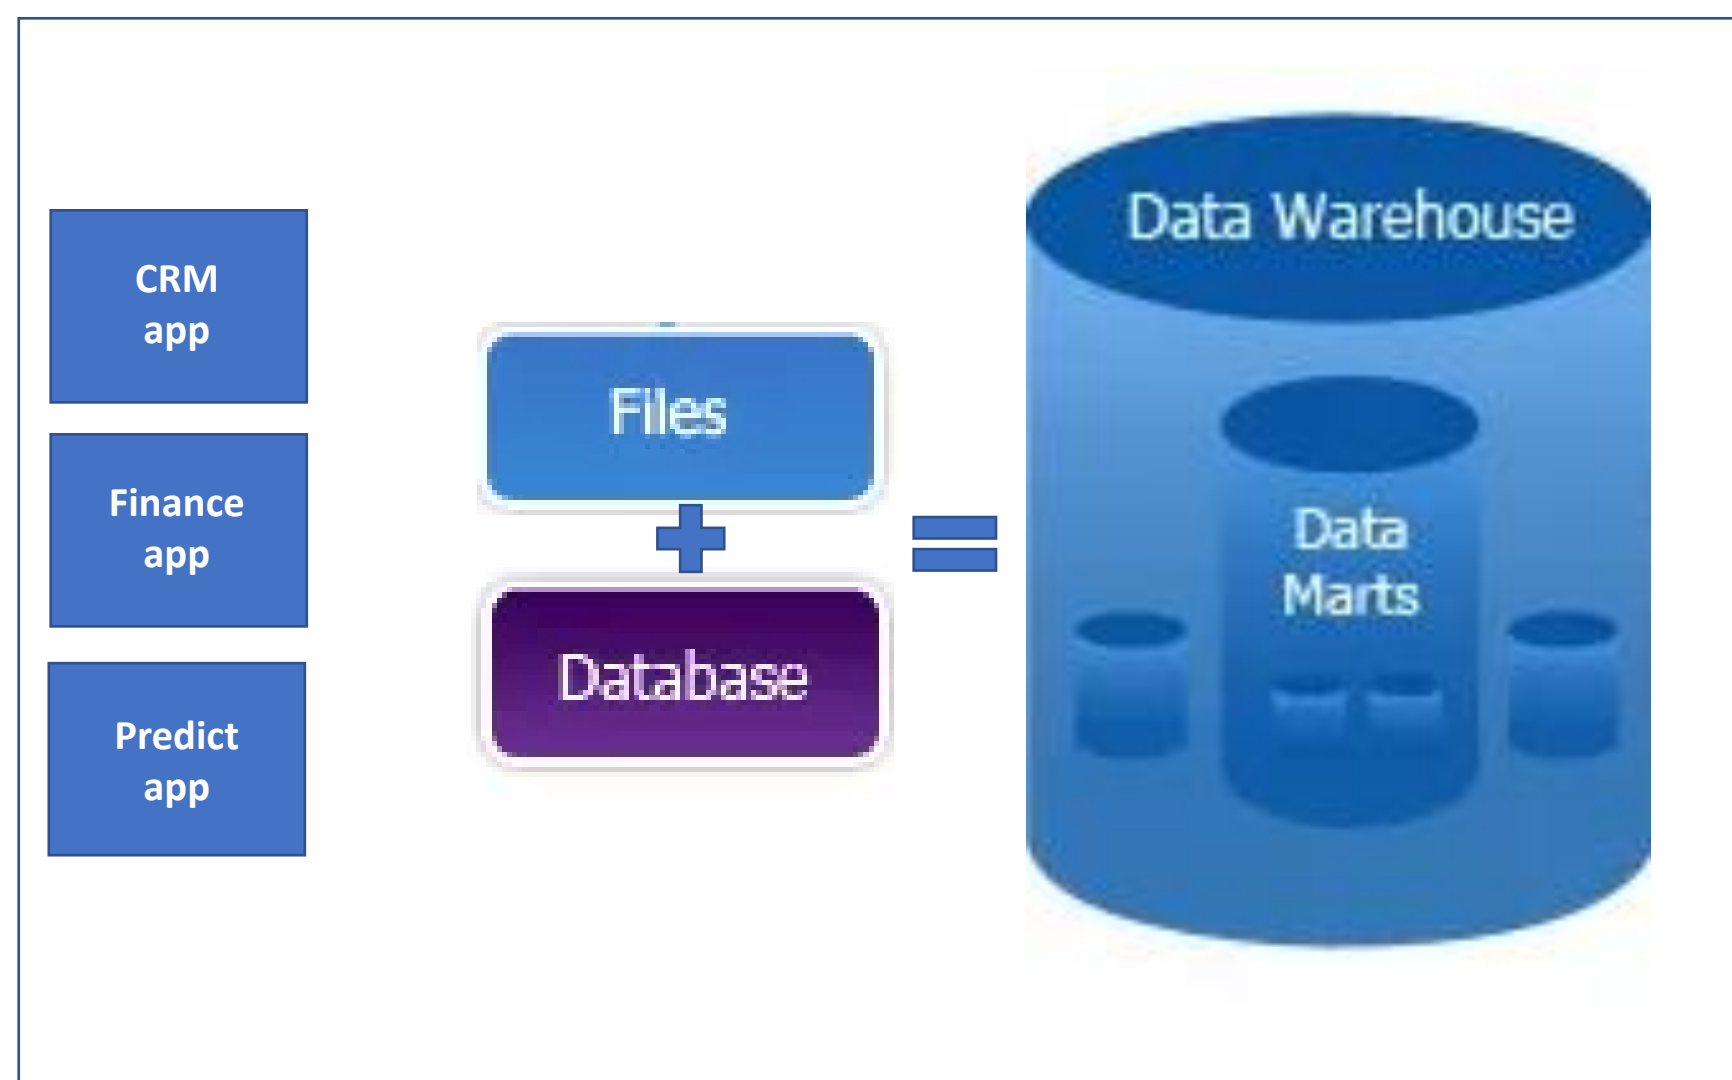 CRM
app
Finance
app
Predict
app
Files
Database
Data Warehouse
Data
Marts